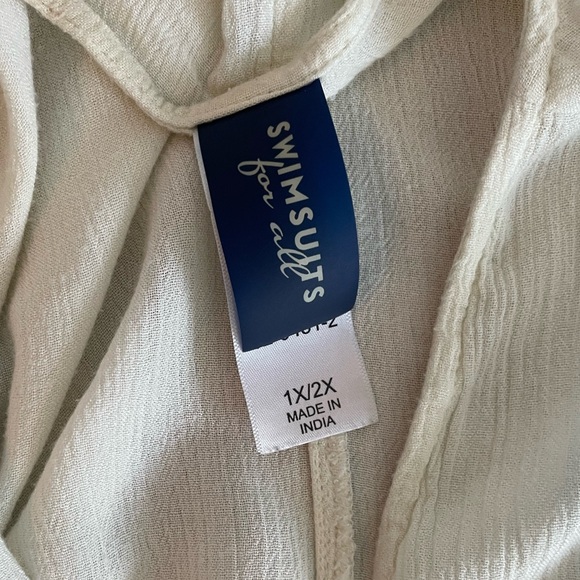 SWIMSUITS
for all
1X/2X
MADE IN
INDIA